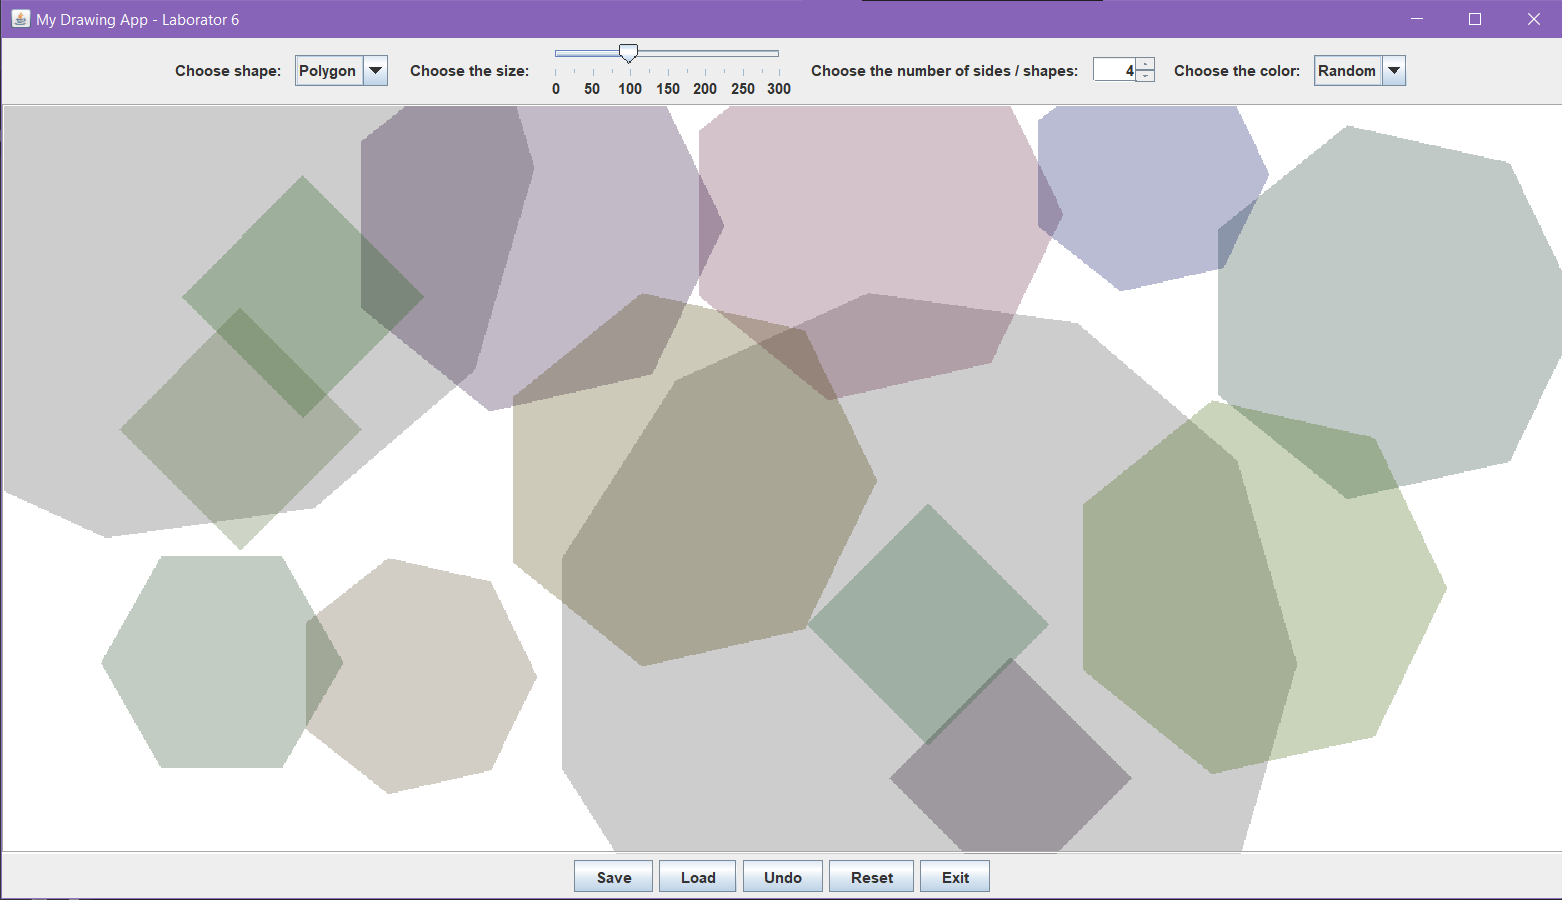 My Drawing App - Laborator 6
Choose shape: Polygon Choose the size: Choose the number of sides / shapes: 4 Choose the color: Random
0 50 100 150 200 250 300
Save Load Undo Reset Exit